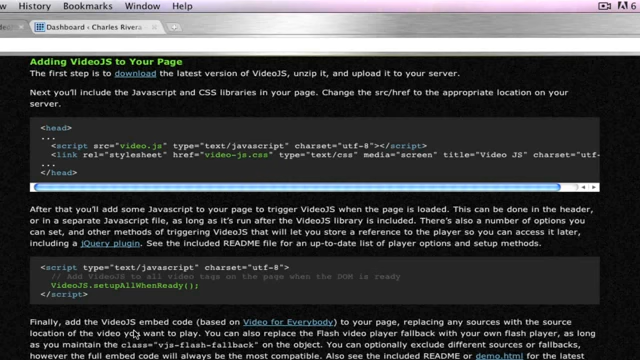 History Bookmarks Window Help 6
Dashboard ‹ Charles Rivera
Adding VideoJS to Your Page
The first step is to download the latest version of VideoJS, unzip it, and upload it to your server.
Next you'll include the Javascript and CSS libraries in your page. Change the src/href to the appropriate location on your
server.
<head>
...
<script src="video.js" type="text/javascript" charset="utf-8"></script>
<link rel="stylesheet" href="video-js.css" type="text/css" media="screen" title="Video JS" charset="utf-
...
</head>
After that you'll add some Javascript to your page to trigger VideoJS when the page is loaded. This can be done in the header,
or in a separate Javascript file, as long as it's run after the VideoJS library is included. There's also a number of options you
can set, and other methods of triggering VideoJS that will let you store a reference to the player so you can access it later,
including a jQuery plugin. See the included README file for an up-to-date list of player options and setup methods.
<script type="text/javascript" charset="utf-8">
// Add VideoJS to all video tags on the page when the DOM is ready
VideoJS.setupAllWhenReady();
</script>
Finally, add the VideoJS embed code (based on Video for Everybody) to your page, replacing any sources with the source
location of the video you want to play. You can also replace the Flash video player fallback with your own flash player, as long
as you maintain the class="vjs-flash-fallback" on the object. You can optionally exclude different sources or fallbacks,
however the full embed code will always be the most compatible. Also see the included README or demo.html for the latest